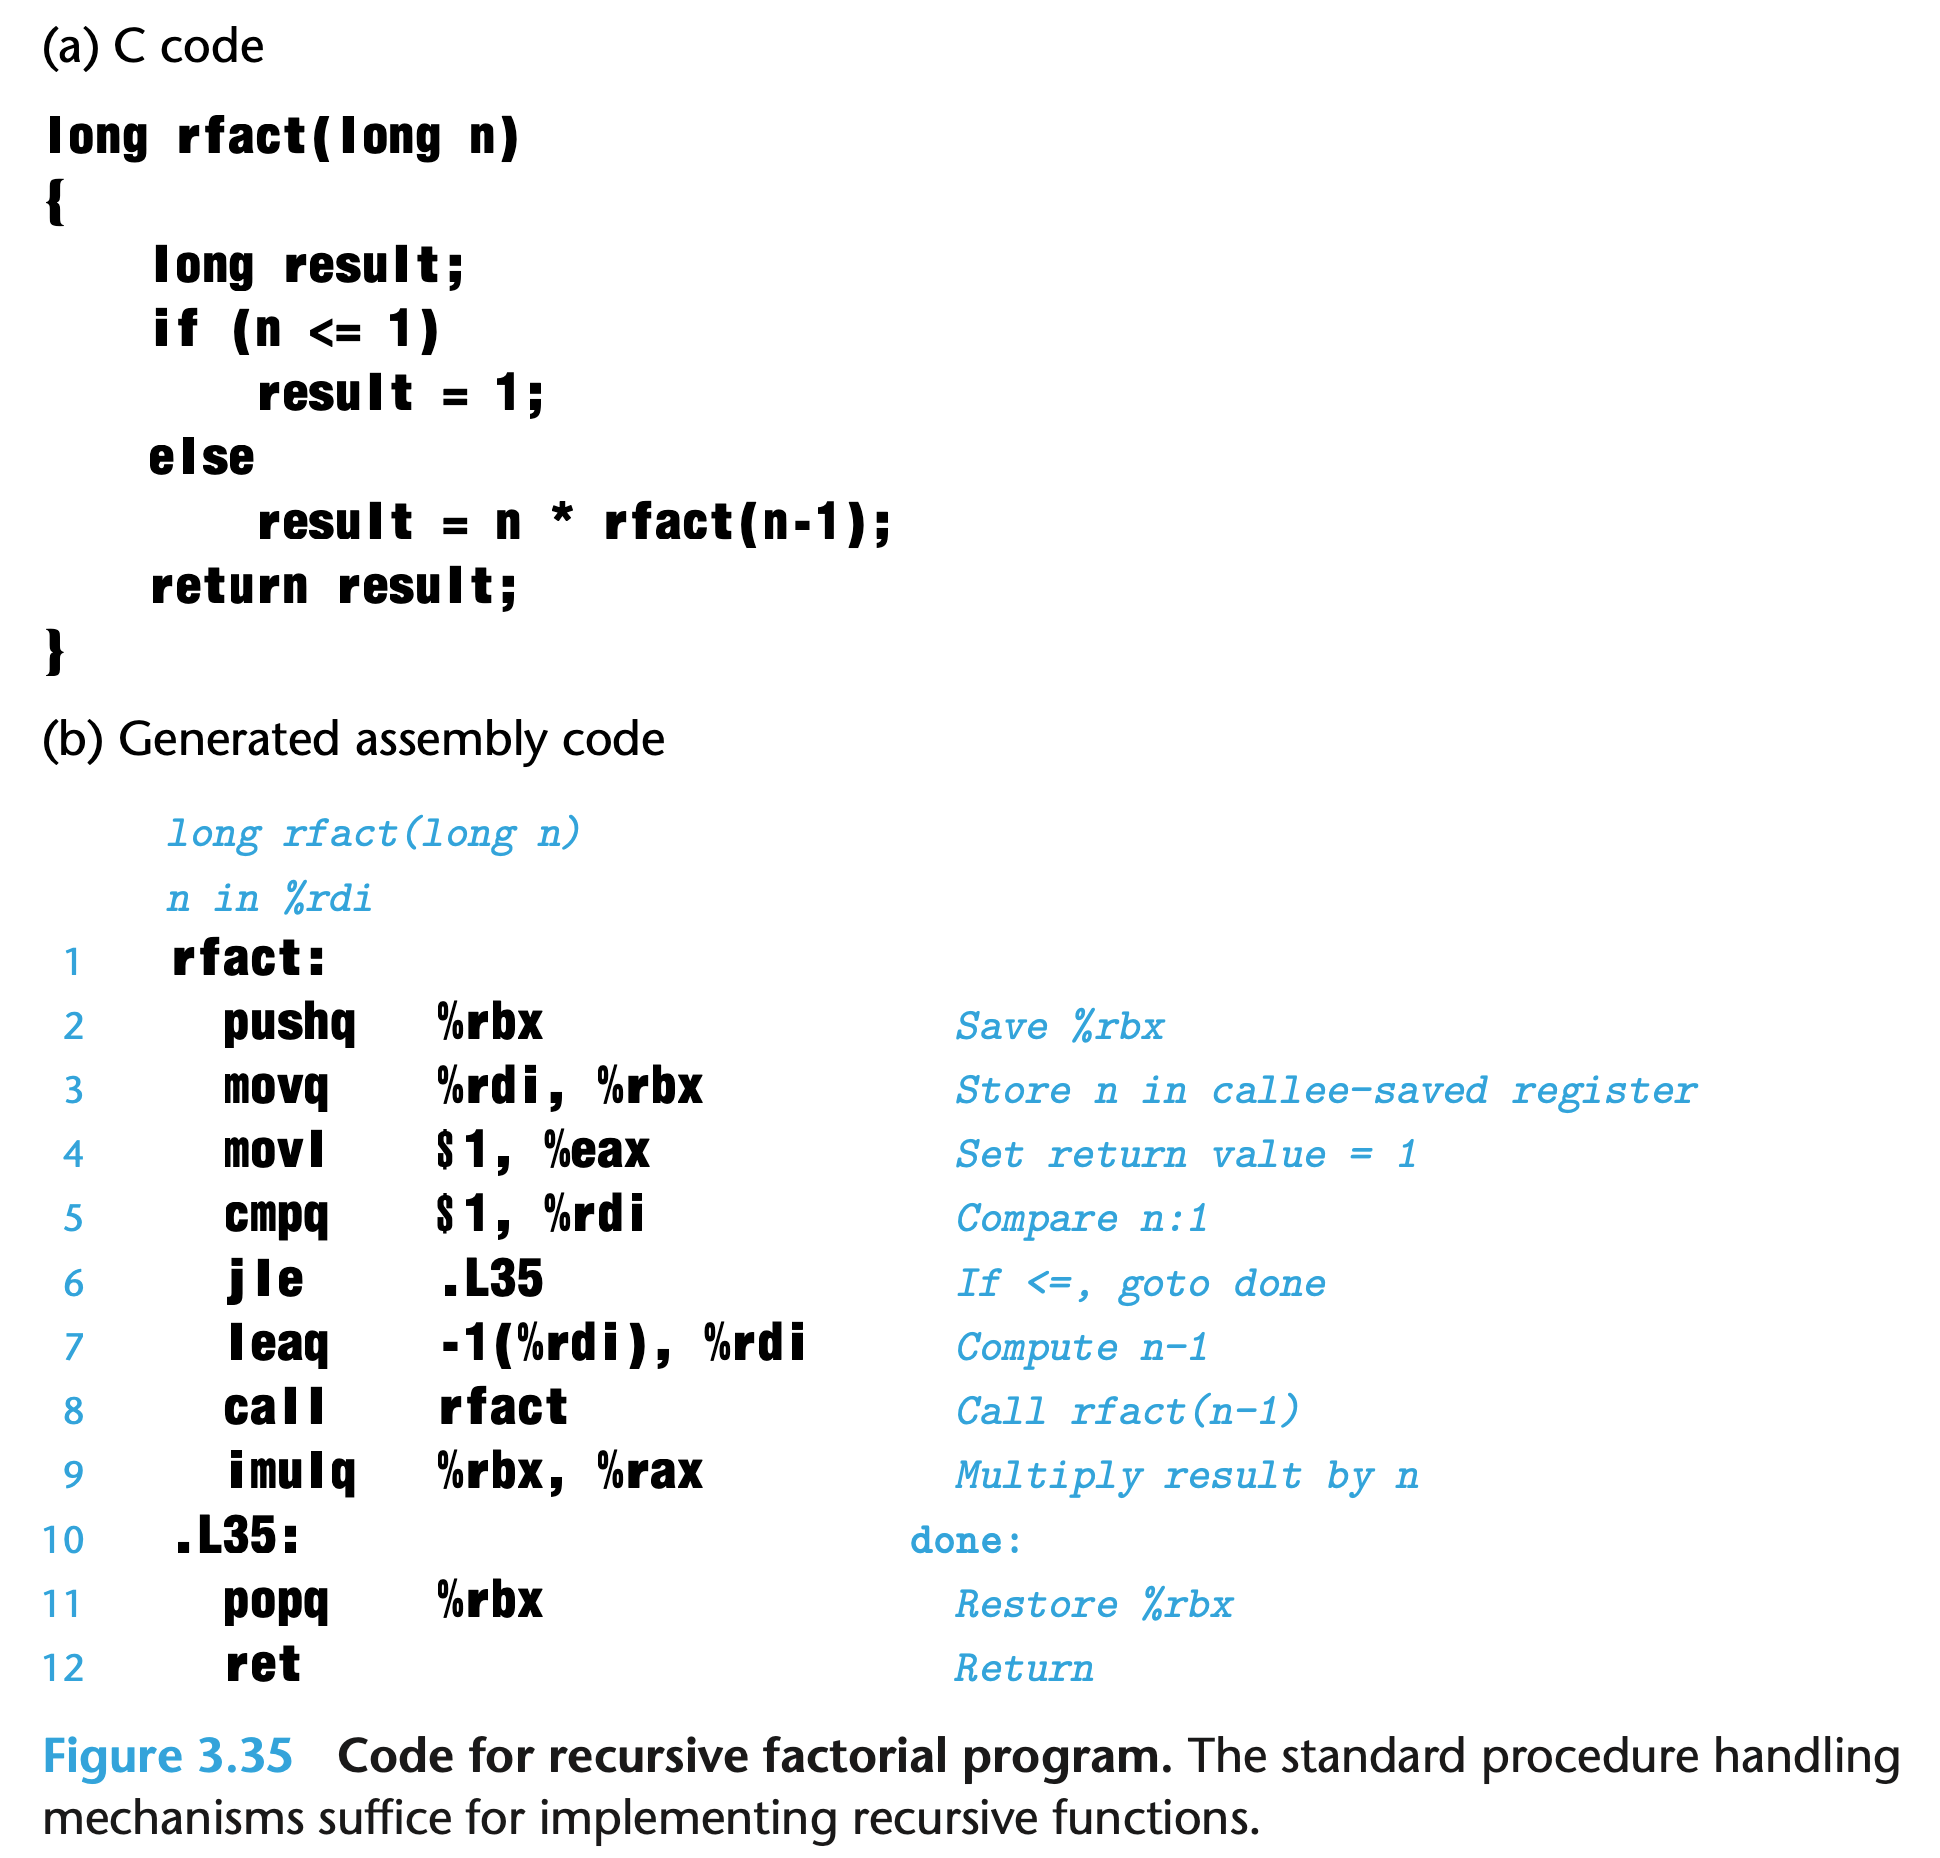 (a) C code
long rfact(long n)
{
    long result;
    if (n <= 1)
        result = 1;
    else
        result = n * rfact(n-1);
    return result;
}
(b) Generated assembly code
long rfact(long n)
n in %rdi
1 rfact:
2 pushq %rbx Save %rbx
3 movq %rdi, %rbx Store n in callee-saved register
4 movl $1, %eax Set return value = 1
5 cmpq $1, %rdi Compare n:1
6 jle .L35 If <=, goto done
7 leaq -1(%rdi), %rdi Compute n-1
8 call rfact Call rfact(n-1)
9 imulq %rbx, %rax Multiply result by n
10 .L35: done:
11 popq %rbx Restore %rbx
12 ret Return
Figure 3.35 Code for recursive factorial program. The standard procedure handling
mechanisms suffice for implementing recursive functions.